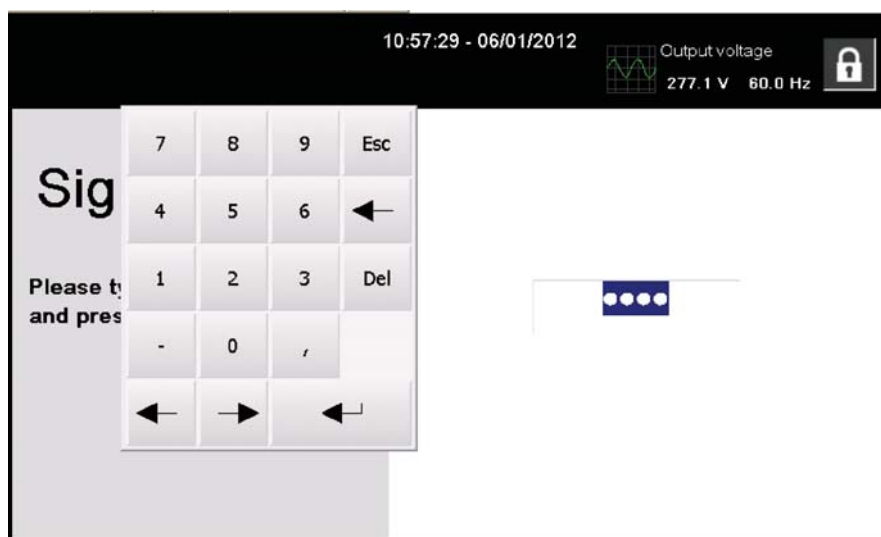 10:57:29 - 06/01/2012
Output voltage
277.1 V 60.0 Hz
7 8 9 Esc
Sig
4 5 6
1 2 3 Del
Please
and pres
- 0 ,